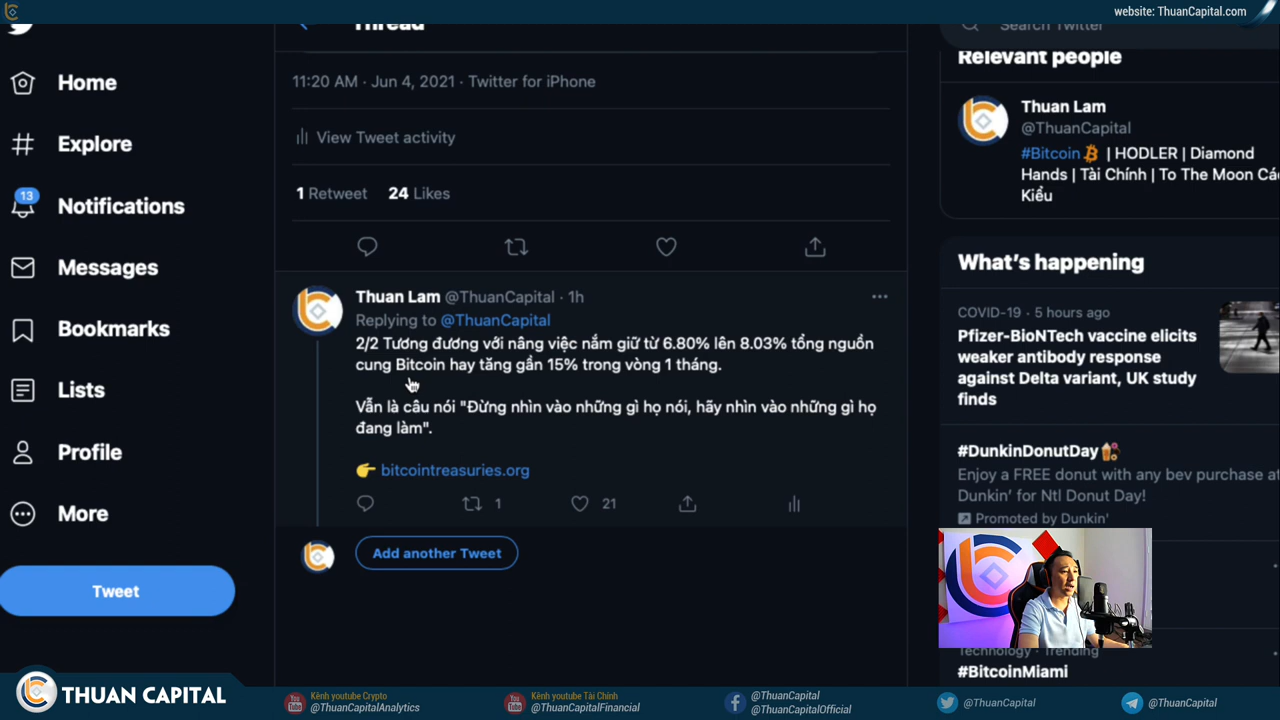 website: ThuanCapital.com
Thread
Search Twitter
Home
Explore
13
Notifications
Messages
Bookmarks
Lists
Profile
More
Tweet
11:20 AM · Jun 4, 2021 · Twitter for iPhone
View Tweet activity
1 Retweet 24 Likes
Thuan Lam @ThuanCapital · 1h
Replying to @ThuanCapital
2/2 Tương đương với nâng việc nắm giữ từ 6.80% lên 8.03% tổng nguồn
cung Bitcoin hay tăng gần 15% trong vòng 1 tháng.
Vẫn là câu nói "Đừng nhìn vào những gì họ nói, hãy nhìn vào những gì họ
đang làm".
👉 bitcointreasuries.org
1 21
Add another Tweet
Relevant people
Thuan Lam
@ThuanCapital
#Bitcoin | HODLER | Diamond
Hands | Tài Chính | To The Moon Cá
Kiểu
What's happening
COVID-19 · 5 hours ago
Pfizer-BioNTech vaccine elicits
weaker antibody response
against Delta variant, UK study
finds
#DunkinDonutDay
Enjoy a FREE donut with any bev purchase at
Dunkin' for Ntl Donut Day!
Promoted by Dunkin'
Technology · Trending
#BitcoinMiami
THUAN CAPITAL
Kênh youtube Crypto
@ThuanCapitalAnalytics
Kênh youtube Tài Chính
@ThuanCapitalFinancial
@ThuanCapital
@ThuanCapitalOfficial
@ThuanCapital
@ThuanCapital